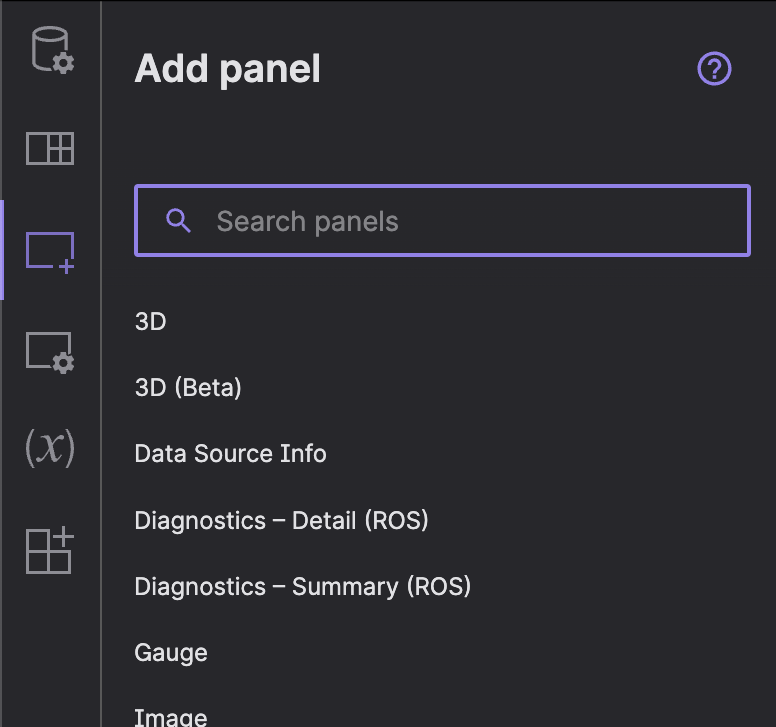 Add panel
Search panels
3D
3D (Beta)
Data Source Info
Diagnostics – Detail (ROS)
Diagnostics – Summary (ROS)
(x)
Gauge
Image